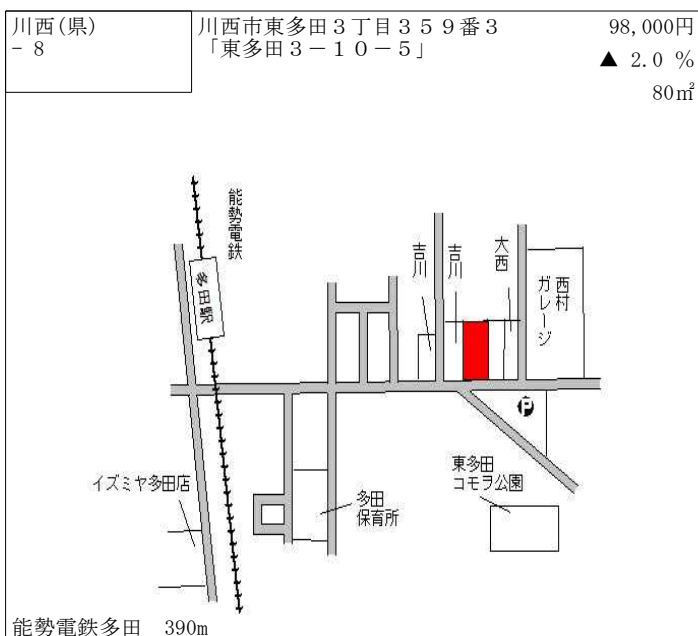 川西(県)
- 8
川西市東多田３丁目３５９番３
「東多田３－１０－５」
98,000円
▲ 2.0 %
80㎡
能勢電鉄
多田駅
吉川
吉川
大西
西村
ガレージ
P
イズミヤ多田店
多田
保育所
東多田
コモヲ公園
能勢電鉄多田　390m